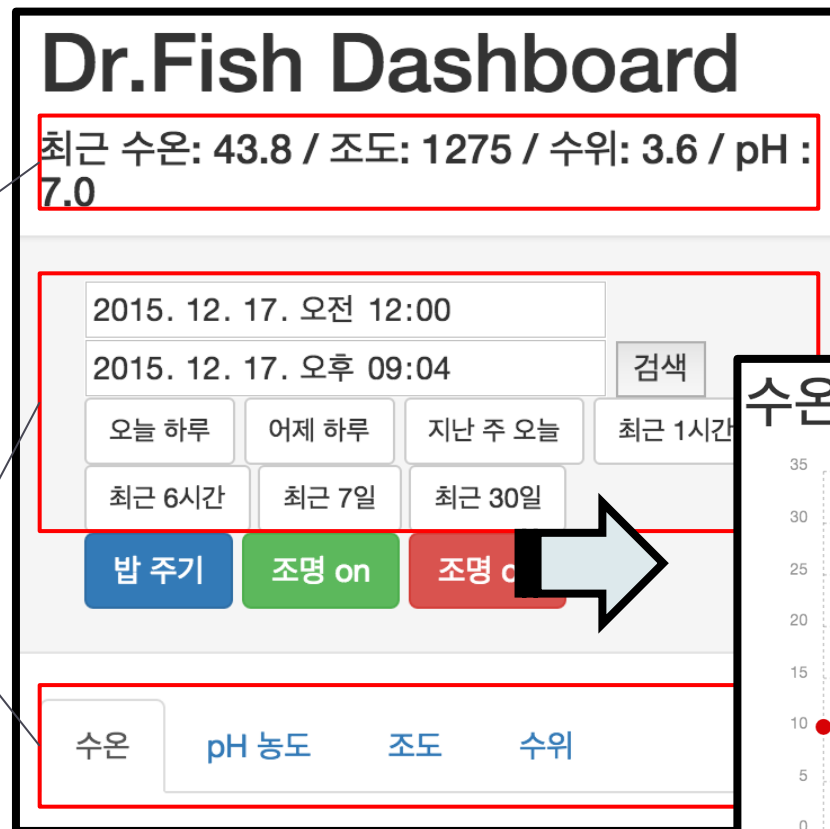 Dr.Fish Dashboard
최근 수온: 43.8 / 조도: 1275 / 수위: 3.6 / pH :
7.0
2015. 12. 17. 오전 12:00
2015. 12. 17. 오후 09:04
검색
오늘 하루
어제 하루
지난 주 오늘
최근 1시간
최근 6시간
최근 7일
최근 30일
밥 주기
조명 on
조명
수온
pH 농도
조도
수위
수온
35
30
25
20
15
10
5
0